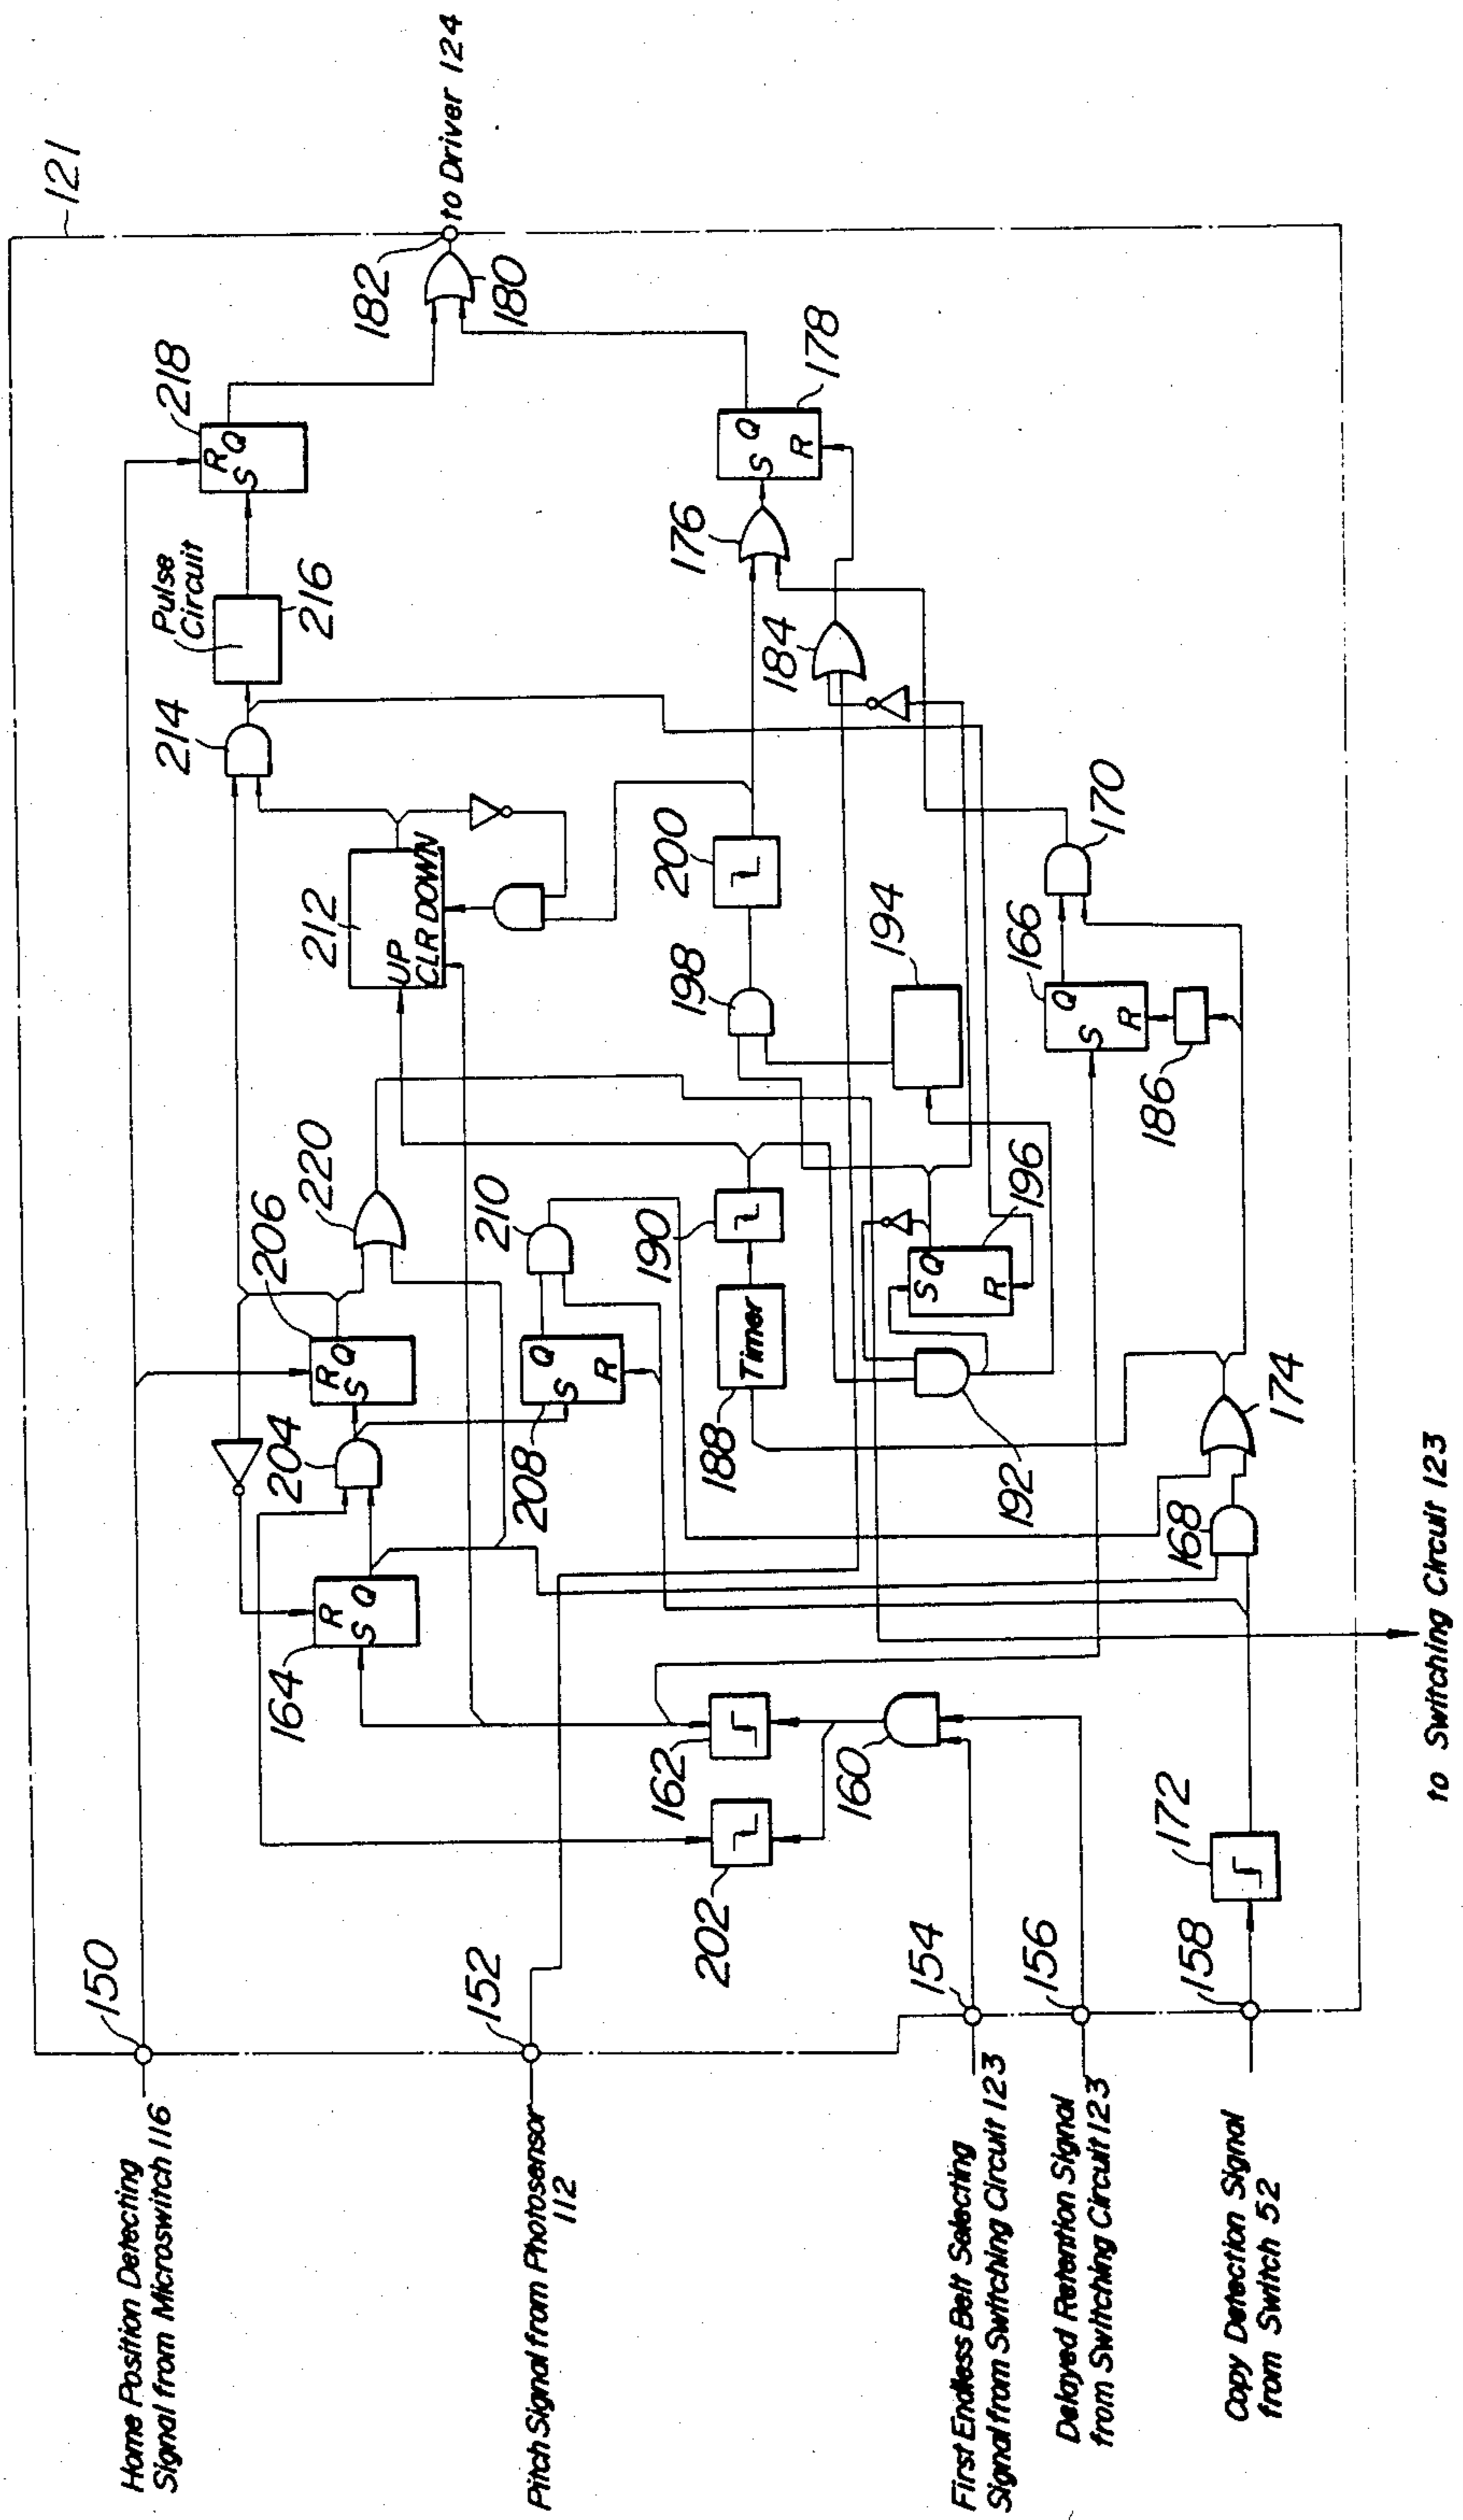 Home Position Detecting
Signal from Microswitch 116
150
Pitch Signal from Photosensor
112
152
First Endless Belt Selecting
Signal from Switching Circuit 123
154
Delayed Retention Signal
from Switching Circuit 123
156
Copy Detection Signal
from Switch 52
158
121
164
R
S Q
204
206
R
S Q
220
208
Q
S
R
210
212
UP
CLR DOWN
214
Pulse
Circuit
216
218
R
S Q
182
to Driver 124
180
202
162
160
188
Timer
190
192
S Q
R
196
194
198
200
176
184
S Q
R
178
172
168
174
166
Q
S
R
186
170
to Switching Circuit 123